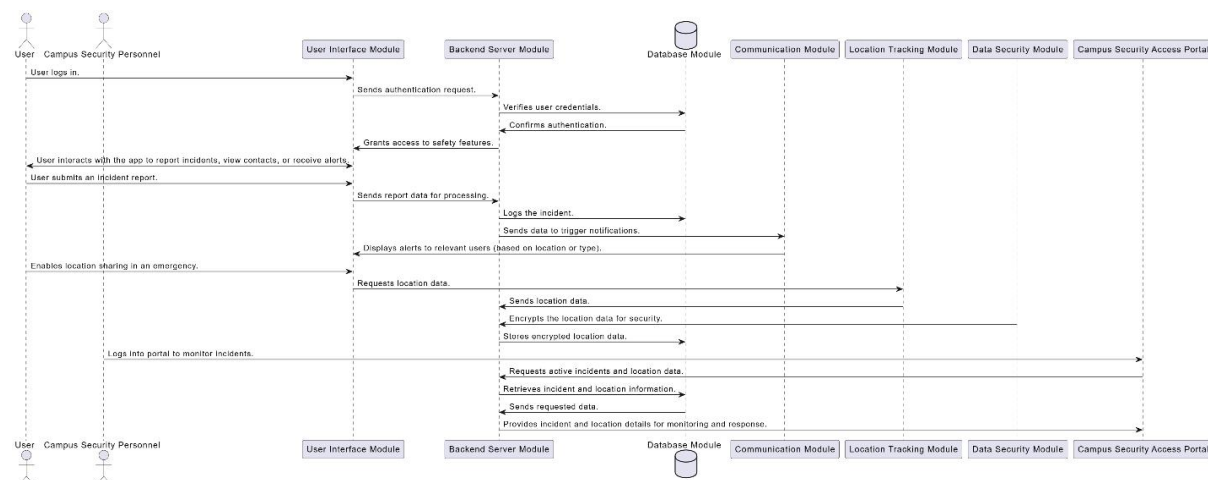 User
Campus Security Personnel
User Interface Module
Backend Server Module
Database Module
Communication Module
Location Tracking Module
Data Security Module
Campus Security Access Portal
User logs in.
Sends authentication request.
Verifies user credentials.
Confirms authentication.
Grants access to safety features.
User interacts with the app to report incidents, view contacts, or receive alerts.
User submits an incident report.
Sends report data for processing.
Logs the incident.
Sends data to trigger notifications.
Displays alerts to relevant users (based on location or type).
Enables location sharing in an emergency.
Requests location data.
Sends location data.
Encrypts the location data for security.
Stores encrypted location data.
Logs into portal to monitor incidents.
Requests active incidents and location data.
Retrieves incident and location information.
Sends requested data.
Provides incident and location details for monitoring and response.
User
Campus Security Personnel
User Interface Module
Backend Server Module
Database Module
Communication Module
Location Tracking Module
Data Security Module
Campus Security Access Portal